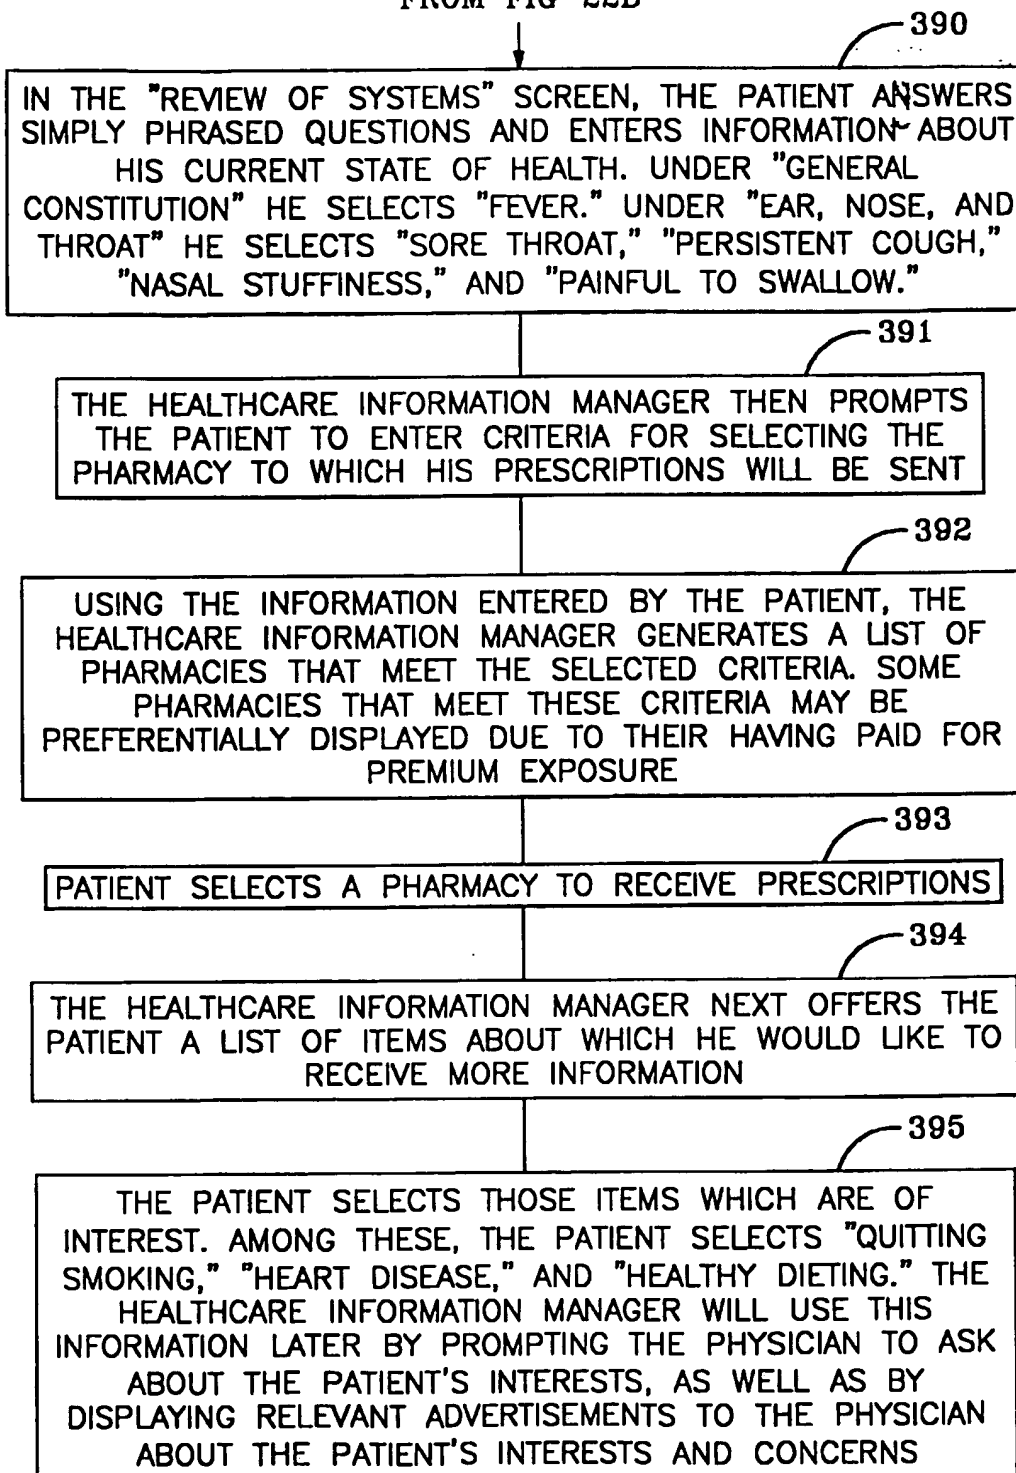 FROM FIG 22B
390
IN THE "REVIEW OF SYSTEMS" SCREEN, THE PATIENT ANSWERS
SIMPLY PHRASED QUESTIONS AND ENTERS INFORMATION ABOUT
HIS CURRENT STATE OF HEALTH. UNDER "GENERAL
CONSTITUTION" HE SELECTS "FEVER." UNDER "EAR, NOSE, AND
THROAT" HE SELECTS "SORE THROAT," "PERSISTENT COUGH,"
"NASAL STUFFINESS," AND "PAINFUL TO SWALLOW."
391
THE HEALTHCARE INFORMATION MANAGER THEN PROMPTS
THE PATIENT TO ENTER CRITERIA FOR SELECTING THE
PHARMACY TO WHICH HIS PRESCRIPTIONS WILL BE SENT
392
USING THE INFORMATION ENTERED BY THE PATIENT, THE
HEALTHCARE INFORMATION MANAGER GENERATES A LIST OF
PHARMACIES THAT MEET THE SELECTED CRITERIA. SOME
PHARMACIES THAT MEET THESE CRITERIA MAY BE
PREFERENTIALLY DISPLAYED DUE TO THEIR HAVING PAID FOR
PREMIUM EXPOSURE
393
PATIENT SELECTS A PHARMACY TO RECEIVE PRESCRIPTIONS
394
THE HEALTHCARE INFORMATION MANAGER NEXT OFFERS THE
PATIENT A LIST OF ITEMS ABOUT WHICH HE WOULD LIKE TO
RECEIVE MORE INFORMATION
395
THE PATIENT SELECTS THOSE ITEMS WHICH ARE OF
INTEREST. AMONG THESE, THE PATIENT SELECTS "QUITTING
SMOKING," "HEART DISEASE," AND "HEALTHY DIETING." THE
HEALTHCARE INFORMATION MANAGER WILL USE THIS
INFORMATION LATER BY PROMPTING THE PHYSICIAN TO ASK
ABOUT THE PATIENT'S INTERESTS, AS WELL AS BY
DISPLAYING RELEVANT ADVERTISEMENTS TO THE PHYSICIAN
ABOUT THE PATIENT'S INTERESTS AND CONCERNS